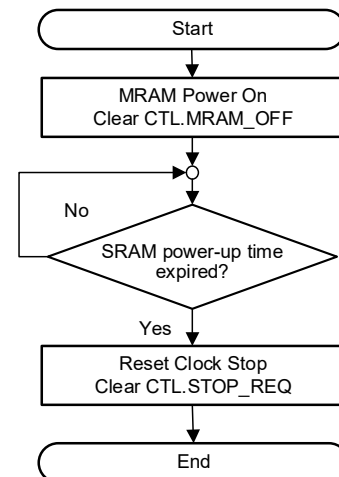 Start
MRAM Power On
Clear CTL.MRAM_OFF
No
SRAM power-up time
expired?
Yes
Reset Clock Stop
Clear CTL.STOP_REQ
End